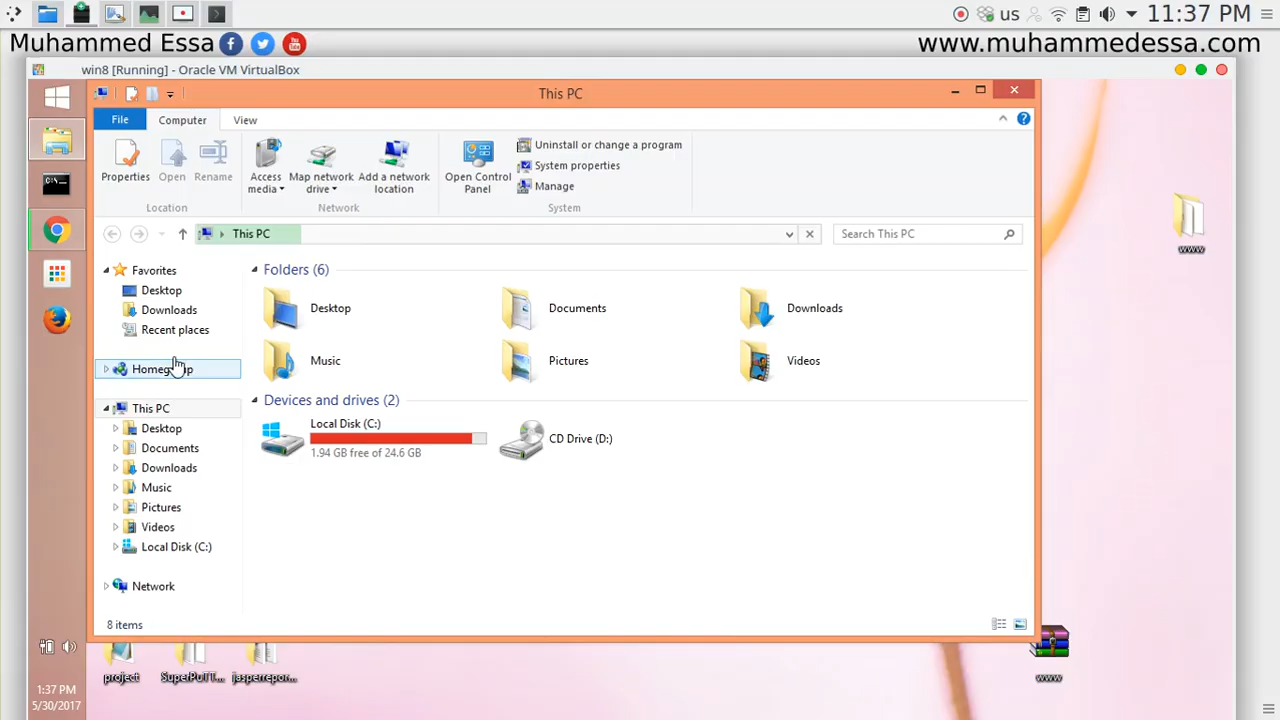 us
11:37 PM
Muhammed Essa
www.muhammedessa.com
win8 [Running] - Oracle VM VirtualBox
This PC
File
Computer
View
Properties
Open
Rename
Access media
Map network drive
Add a network location
Open Control Panel
Uninstall or change a program
System properties
Manage
Location
Network
System
This PC
Search This PC
Favorites
Desktop
Downloads
Recent places
This PC
Desktop
Documents
Downloads
Music
Pictures
Videos
Local Disk (C:)
Network
Folders (6)
Desktop
Documents
Downloads
Music
Pictures
Videos
Devices and drives (2)
Local Disk (C:)
1.94 GB free of 24.6 GB
CD Drive (D:)
8 items
www
www
project
SuperPuTT...
jasperrepor...
1:37 PM
5/30/2017